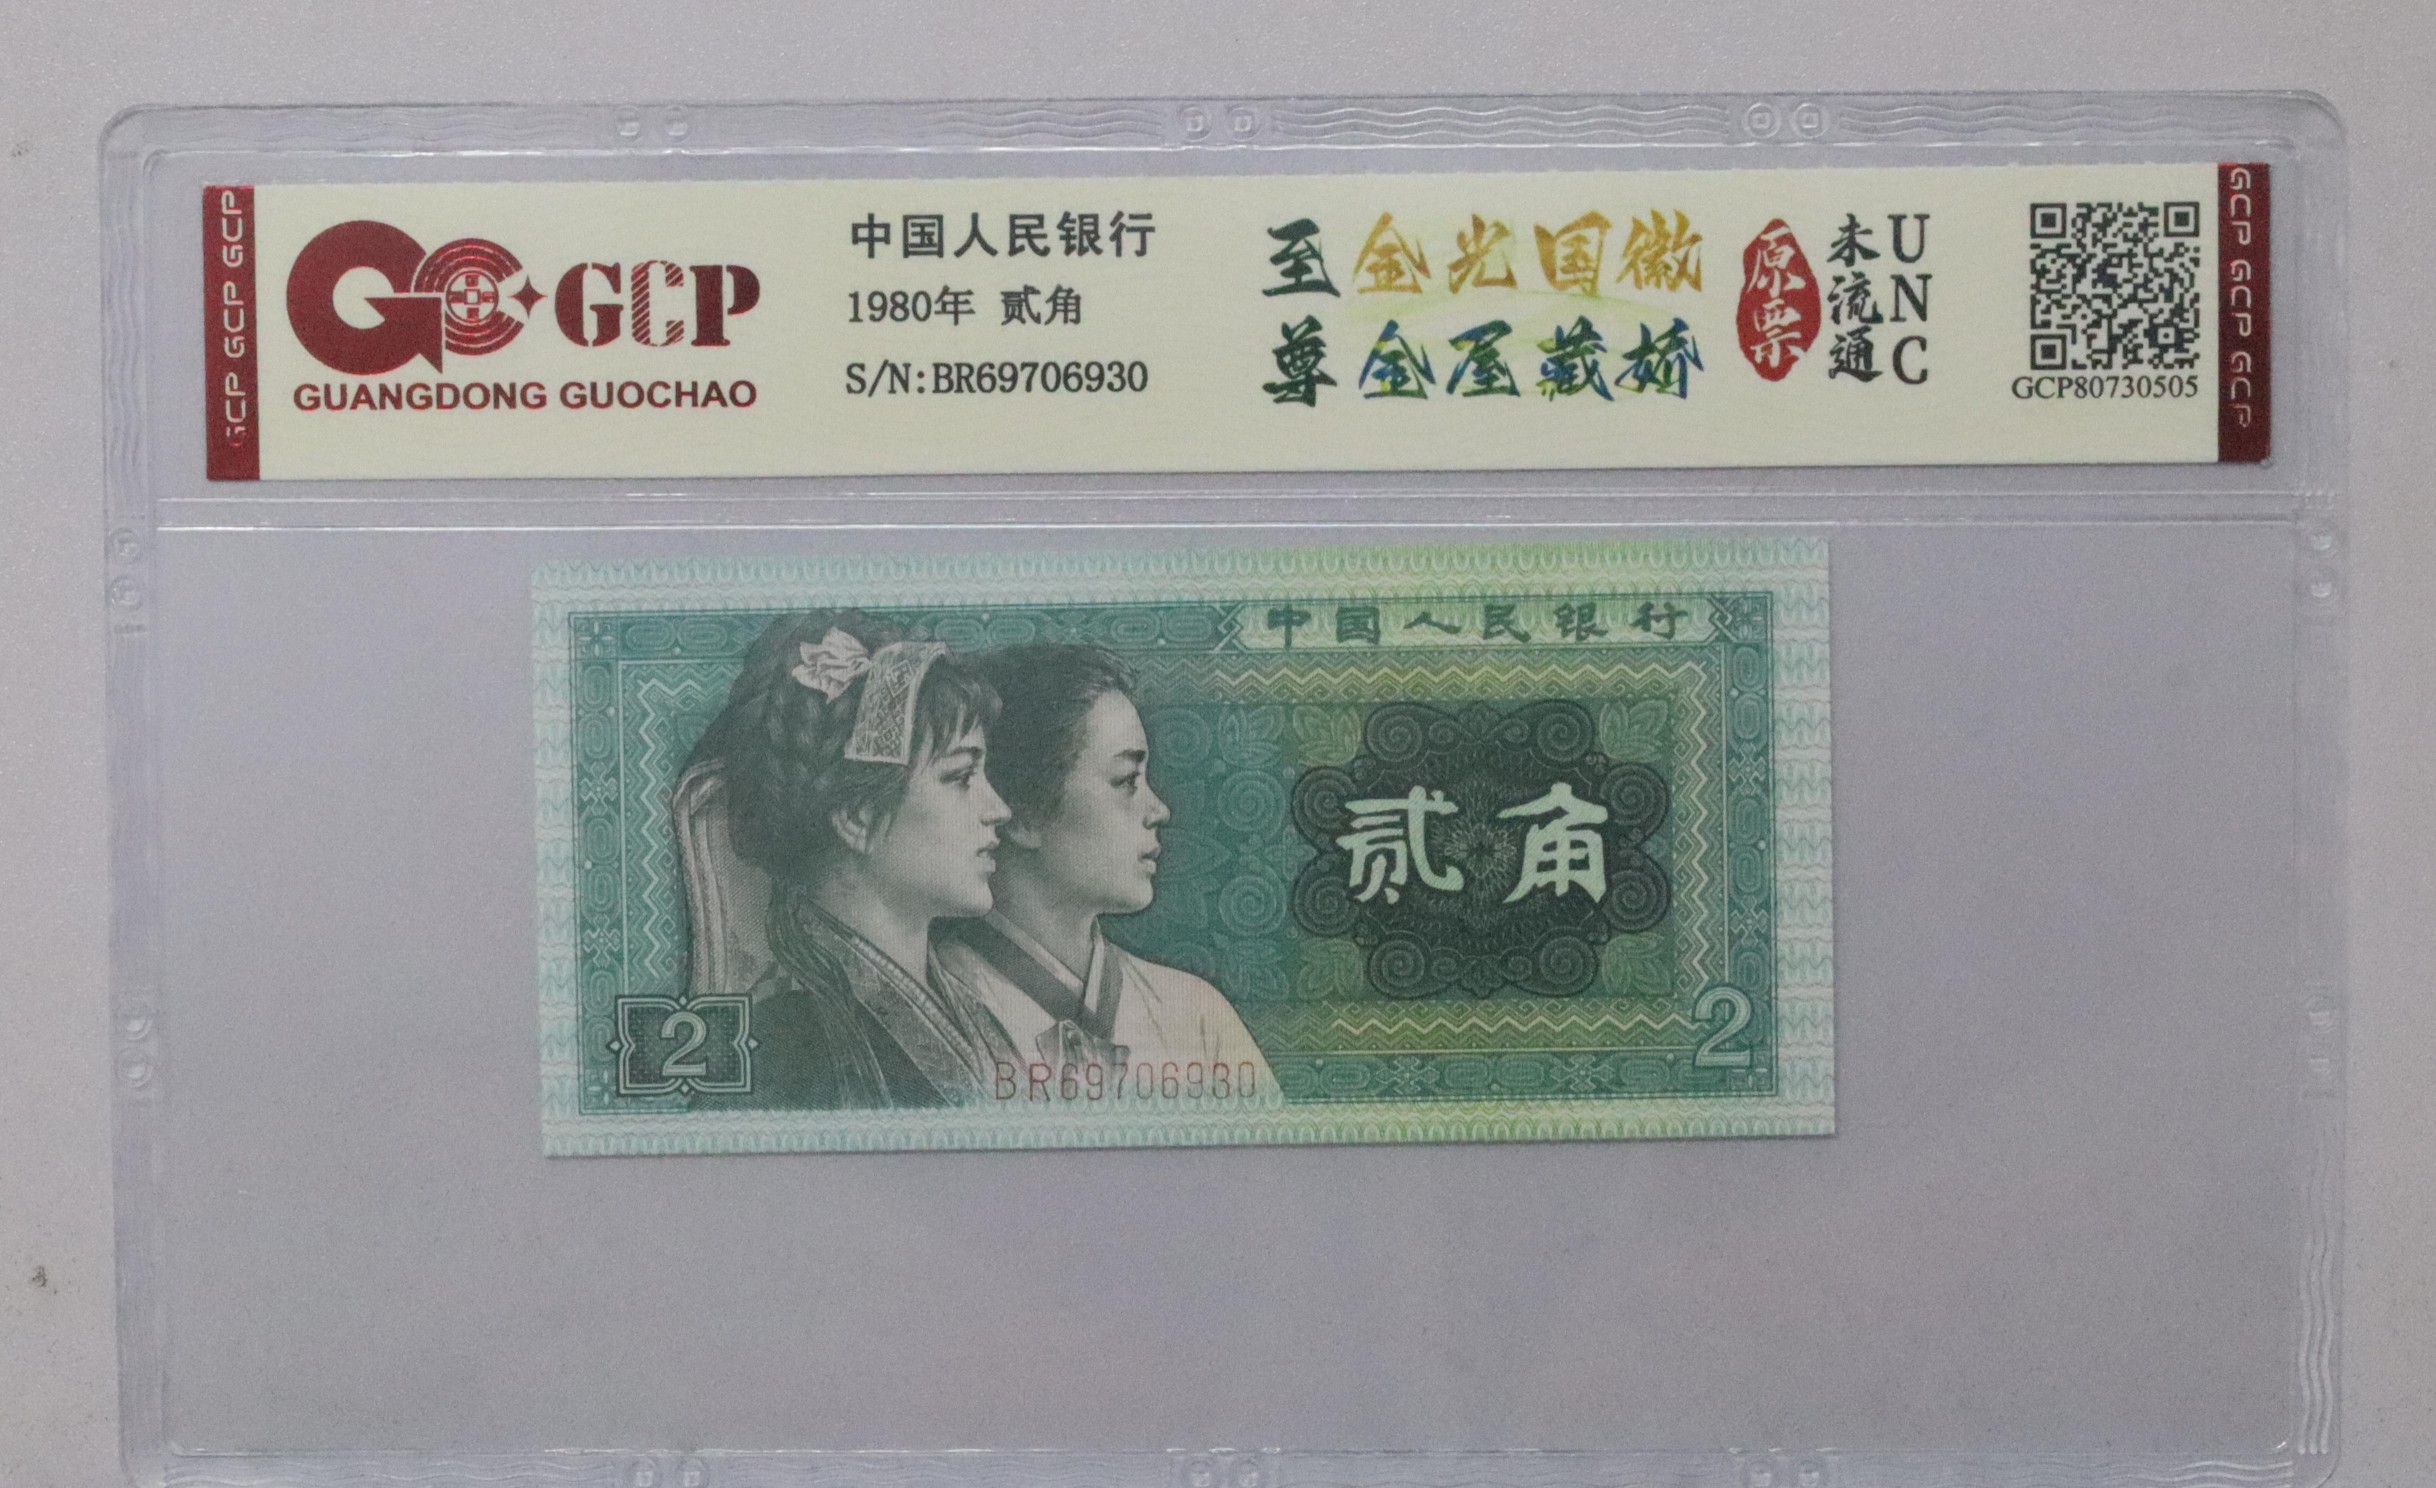 GCP GCP GCP
GCP
GUANGDONG GUOCHAO
中国人民银行
1980年 贰角
S/N:BR69706930
至尊
金光国徽
金屋藏娇
原票
未流通
UNC
GCP80730505
GCP GCP GCP
中国人民银行
贰角
2
2
BR69706930